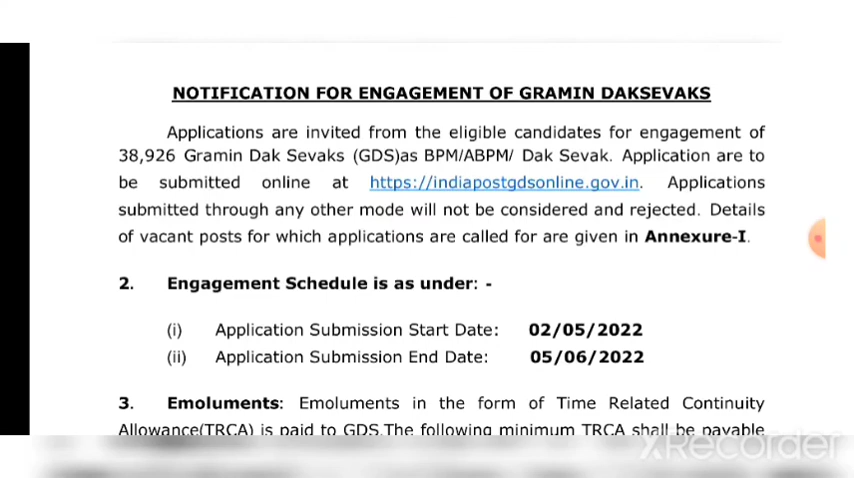 NOTIFICATION FOR ENGAGEMENT OF GRAMIN DAKSEVAKS
Applications are invited from the eligible candidates for engagement of
38,926 Gramin Dak Sevaks (GDS)as BPM/ABPM/ Dak Sevak. Application are to
be submitted online at https://indiapostgdsonline.gov.in. Applications
submitted through any other mode will not be considered and rejected. Details
of vacant posts for which applications are called for are given in Annexure-I.
2. Engagement Schedule is as under: -
(i) Application Submission Start Date: 02/05/2022
(ii) Application Submission End Date: 05/06/2022
3. Emoluments: Emoluments in the form of Time Related Continuity
Allowance(TRCA) is paid to GDS.The following minimum TRCA shall be payable
XRecorder